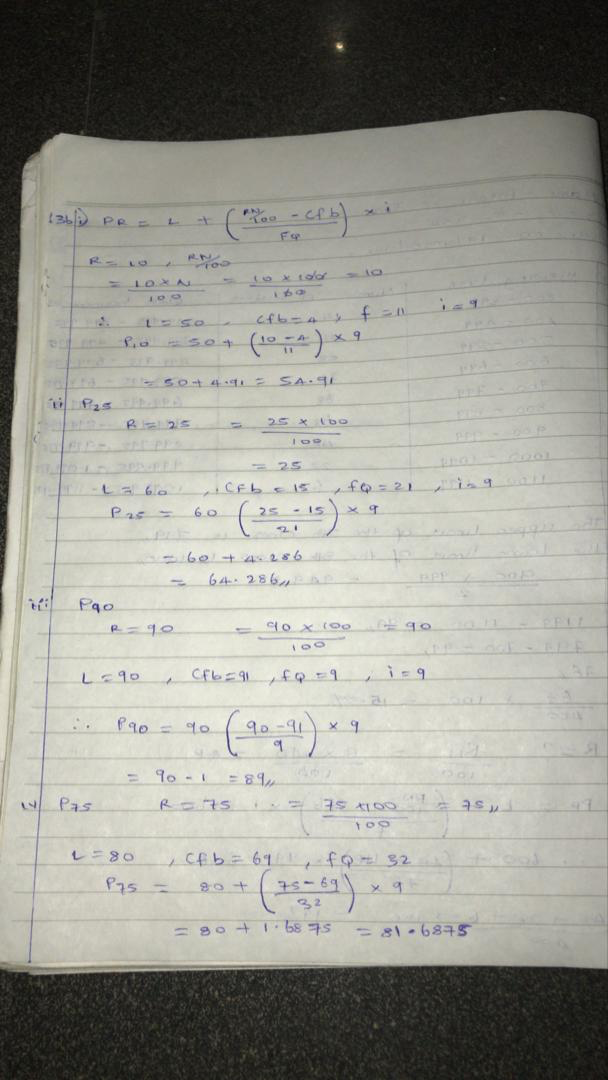 13b i) PR = L + ( RN/100 - Cfb / FQ ) x i
R = 10 , RN/100
= 10 x N / 100 = 10 x 100 / 100 = 10
∴ L = 50 , Cfb = 4 , f = 11 i = 9
P10 = 50 + ( 10 - 4 / 11 ) x 9
= 50 + 4.91 = 54.91
ii P25
R = 25 = 25 x 100 / 100
= 25
L = 60 , Cfb = 15 , fQ = 21 , i = 9
P25 = 60 ( 25 - 15 / 21 ) x 9
= 60 + 4.286
= 64.286,,
iii P90
R = 90 = 90 x 100 / 100 = 90
L = 90 , Cfb = 91 , fQ = 9 , i = 9
∴ P90 = 90 ( 90 - 91 / 9 ) x 9
= 90 - 1 = 89,,
iv P75 R = 75 ∴ = ( 75 x 100 / 100 ) = 75,,
L = 80 , Cfb = 69 , fQ = 32
P75 = 80 + ( 75 - 69 / 32 ) x 9
= 80 + 1.6875 = 81.6875